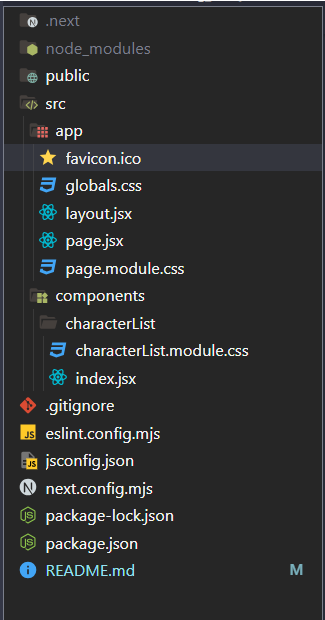 .next
node_modules
public
src
app
favicon.ico
globals.css
layout.jsx
page.jsx
page.module.css
components
characterList
characterList.module.css
index.jsx
.gitignore
eslint.config.mjs
jsconfig.json
next.config.mjs
package-lock.json
package.json
README.md M